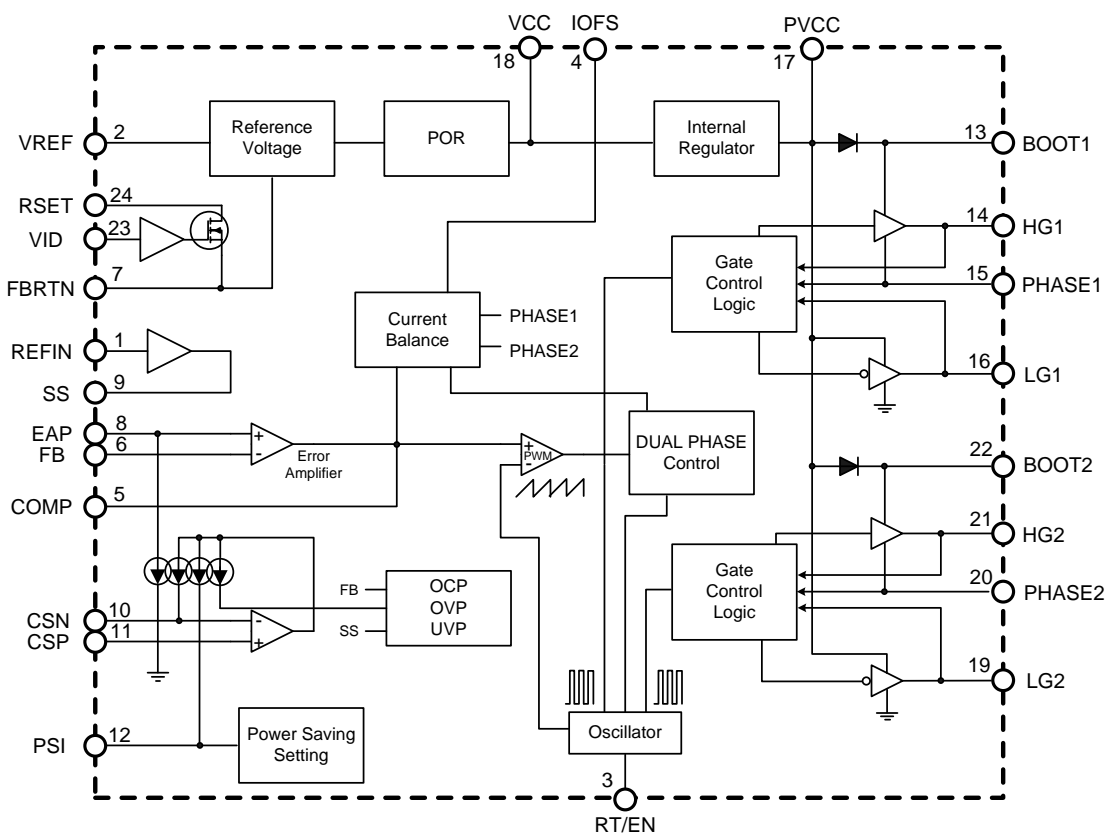 VCC
IOFS
PVCC
18
4
17
VREF
2
Reference
Voltage
POR
Internal
Regulator
13
BOOT1
RSET
24
VID
23
14
HG1
FBRTN
7
Gate
Control
Logic
15
PHASE1
Current
Balance
PHASE1
PHASE2
REFIN
1
16
LG1
SS
9
EAP
8
FB
6
+
-
Error
Amplifier
+
PWM
-
DUAL PHASE
Control
22
BOOT2
COMP
5
21
HG2
Gate
Control
Logic
20
PHASE2
FB
SS
OCP
OVP
UVP
CSN
10
CSP
11
-
+
19
LG2
PSI
12
Power Saving
Setting
Oscillator
3
RT/EN